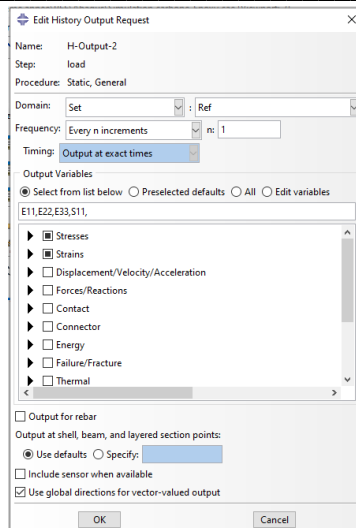 Edit History Output Request
Name: H-Output-2
Step: load
Procedure: Static, General
Domain: Set : Ref
Frequency: Every n increments n: 1
Timing: Output at exact times
Output Variables
Select from list below Preselected defaults All Edit variables
E11,E22,E33,S11,
Stresses
Strains
Displacement/Velocity/Acceleration
Forces/Reactions
Contact
Connector
Energy
Failure/Fracture
Thermal
Output for rebar
Output at shell, beam, and layered section points:
Use defaults Specify:
Include sensor when available
Use global directions for vector-valued output
OK Cancel